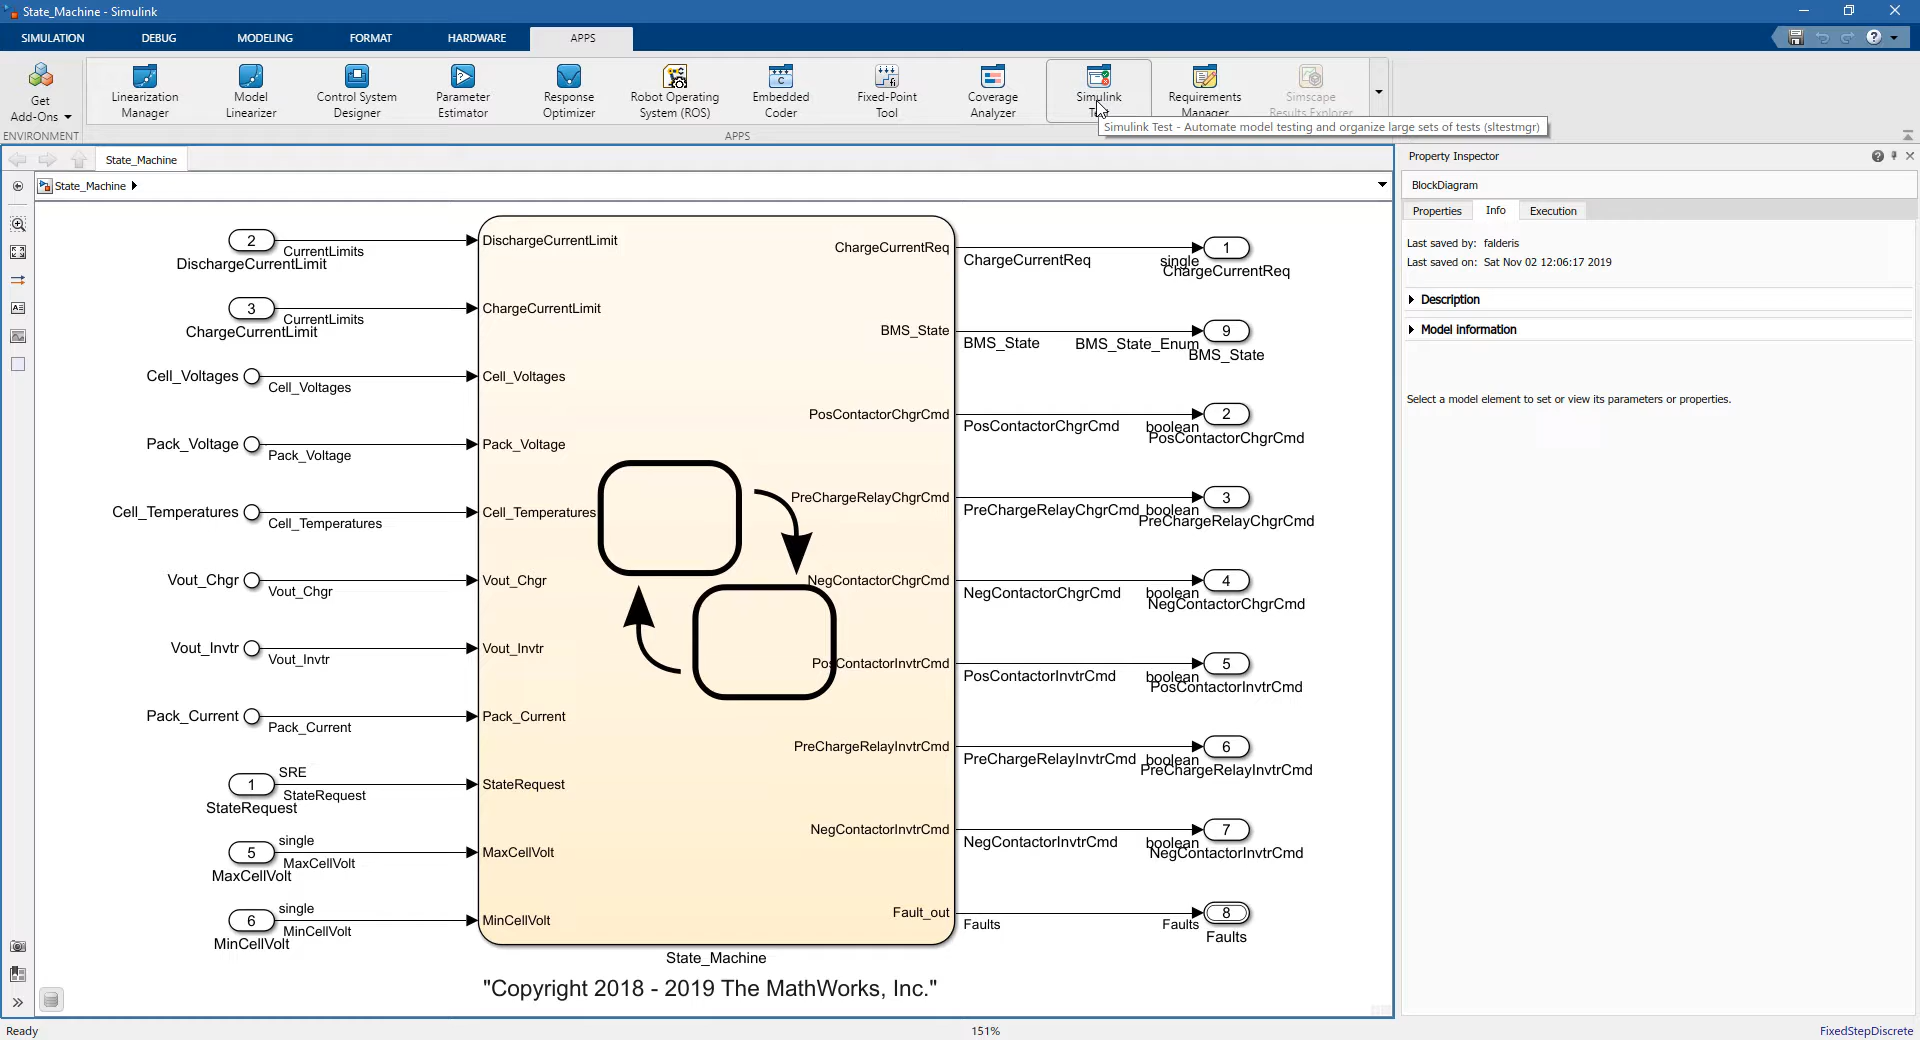 State_Machine - Simulink
SIMULATION
DEBUG
MODELING
FORMAT
HARDWARE
APPS
Get
Add-Ons
Linearization
Manager
Model
Linearizer
Control System
Designer
Parameter
Estimator
Response
Optimizer
Robot Operating
System (ROS)
Embedded
Coder
Fixed-Point
Tool
Coverage
Analyzer
Simulink
Requirements
Manager
Simscape
Results Explorer
Simulink Test - Automate model testing and organize large sets of tests (sltestmgr)
ENVIRONMENT
APPS
State_Machine
State_Machine
2
CurrentLimits
DischargeCurrentLimit
3
CurrentLimits
ChargeCurrentLimit
Cell_Voltages
Cell_Voltages
Pack_Voltage
Pack_Voltage
Cell_Temperatures
Cell_Temperatures
Vout_Chgr
Vout_Chgr
Vout_Invtr
Vout_Invtr
Pack_Current
Pack_Current
SRE
1
StateRequest
StateRequest
single
5
MaxCellVolt
MaxCellVolt
single
6
MinCellVolt
MinCellVolt
DischargeCurrentLimit
ChargeCurrentLimit
Cell_Voltages
Pack_Voltage
Cell_Temperatures
Vout_Chgr
Vout_Invtr
Pack_Current
StateRequest
MaxCellVolt
MinCellVolt
ChargeCurrentReq
BMS_State
PosContactorChgrCmd
PreChargeRelayChgrCmd
NegContactorChgrCmd
PosContactorInvtrCmd
PreChargeRelayInvtrCmd
NegContactorInvtrCmd
Fault_out
ChargeCurrentReq
single
1
ChargeCurrentReq
BMS_State
BMS_State_Enum
9
BMS_State
PosContactorChgrCmd
boolean
2
PosContactorChgrCmd
PreChargeRelayChgrCmd
boolean
3
PreChargeRelayChgrCmd
NegContactorChgrCmd
boolean
4
NegContactorChgrCmd
PosContactorInvtrCmd
boolean
5
PosContactorInvtrCmd
PreChargeRelayInvtrCmd
boolean
6
PreChargeRelayInvtrCmd
NegContactorInvtrCmd
boolean
7
NegContactorInvtrCmd
Faults
Faults
8
Faults
State_Machine
"Copyright 2018 - 2019 The MathWorks, Inc."
Property Inspector
BlockDiagram
Properties
Info
Execution
Last saved by: falderis
Last saved on: Sat Nov 02 12:06:17 2019
Description
Model information
Select a model element to set or view its parameters or properties.
Ready
151%
FixedStepDiscrete